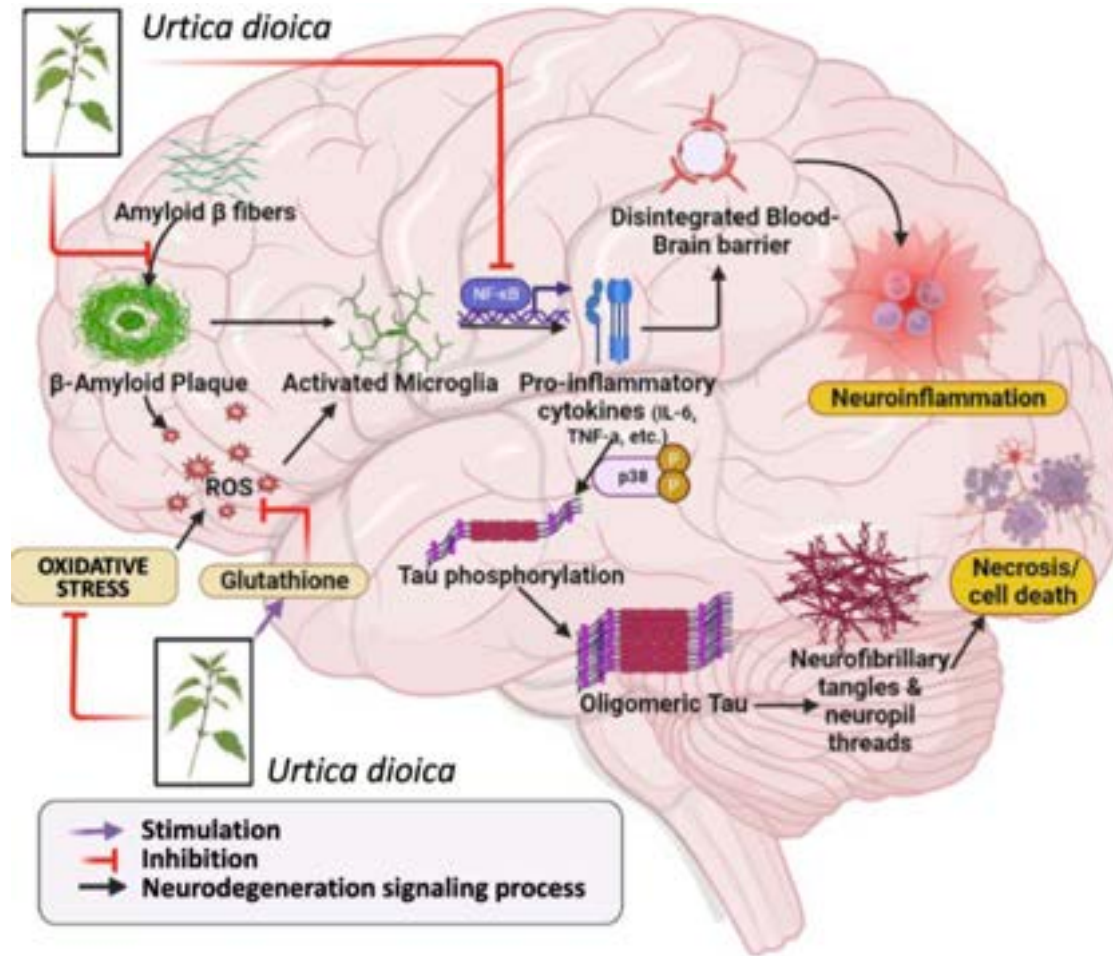 Urtica dioica
Amyloid β fibers
Disintegrated Blood-
Brain barrier
NF-κB
β-Amyloid Plaque
Activated Microglia
Pro-inflammatory
cytokines (IL-6,
TNF-a, etc.)
Neuroinflammation
ROS
p38
P
P
OXIDATIVE
STRESS
Glutathione
Tau phosphorylation
Necrosis/
cell death
Oligomeric Tau
Neurofibrillary
tangles &
neuropil
threads
Urtica dioica
Stimulation
Inhibition
Neurodegeneration signaling process